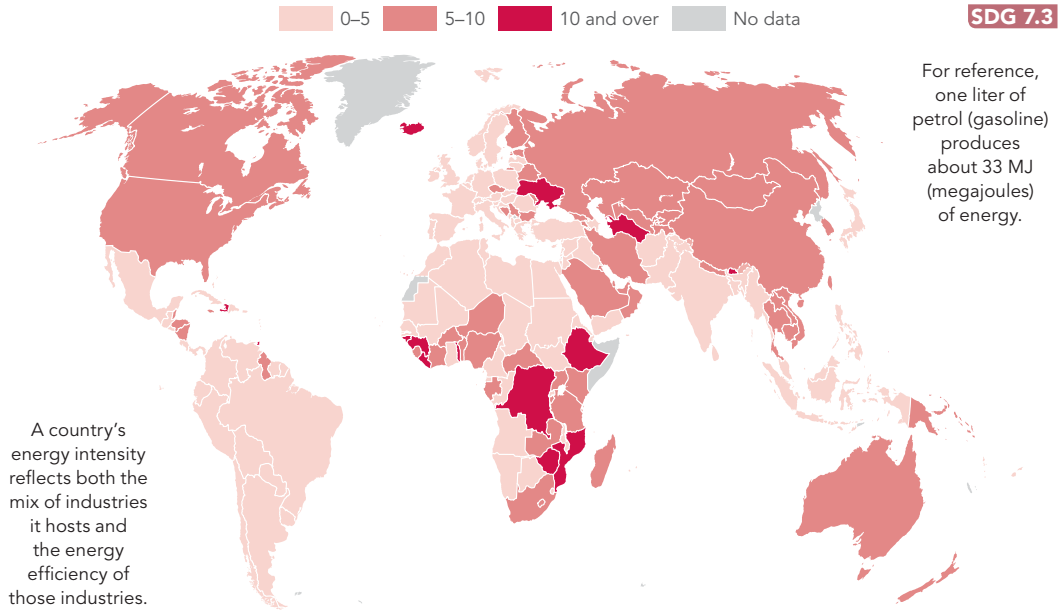 0–5
5–10
10 and over
No data
SDG 7.3
For reference,
one liter of
petrol (gasoline)
produces
about 33 MJ
(megajoules)
of energy.
A country’s
energy intensity
reflects both the
mix of industries
it hosts and
the energy
efficiency of
those industries.